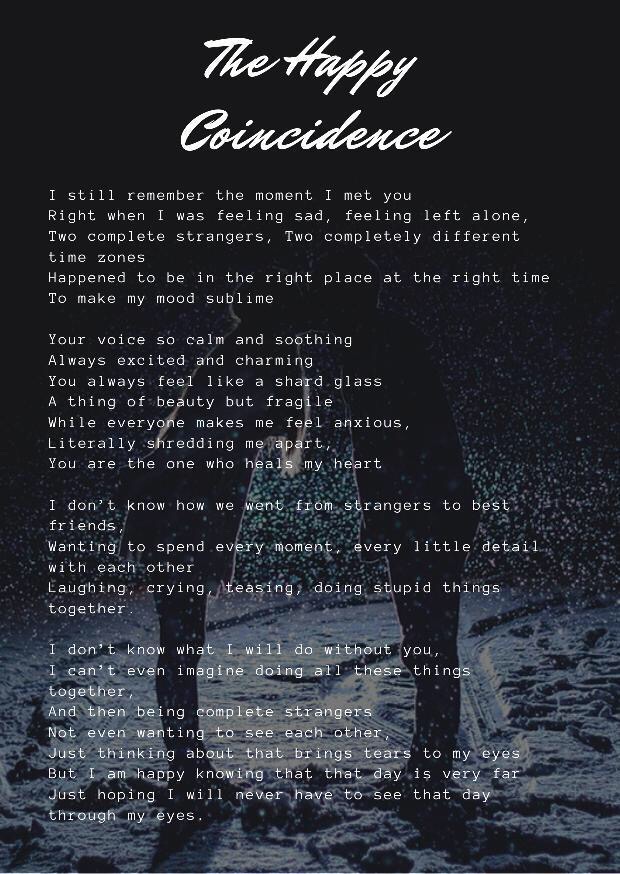 The Happy
Coincidence
I still remember the moment I met you
Right when I was feeling sad, feeling left alone,
Two complete strangers, Two completely different
time zones
Happened to be in the right place at the right time
To make my mood sublime
Your voice so calm and soothing
Always excited and charming
You always feel like a shard glass
A thing of beauty but fragile
While everyone makes me feel anxious,
Literally shredding me apart,
You are the one who heals my heart
I don't know how we went from strangers to best
friends,
Wanting to spend every moment, every little detail
with each other
Laughing, crying, teasing, doing stupid things
together.
I don't know what I will do without you,
I can't even imagine doing all these things
together,
And then being complete strangers
Not even wanting to see each other,
Just thinking about that brings tears to my eyes
But I am happy knowing that that day is very far
Just hoping I will never have to see that day
through my eyes.